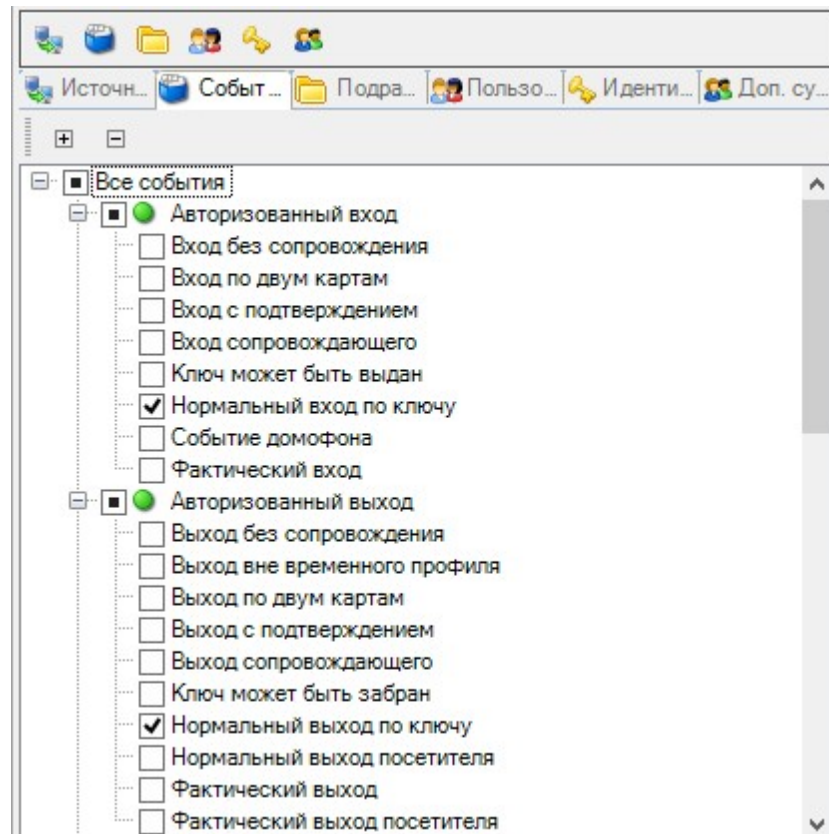 Источн... Событ... Подра... Пользо... Иденти... Доп. су...
Все события
Авторизованный вход
Вход без сопровождения
Вход по двум картам
Вход с подтверждением
Вход сопровождающего
Ключ может быть выдан
Нормальный вход по ключу
Событие домофона
Фактический вход
Авторизованный выход
Выход без сопровождения
Выход вне временного профиля
Выход по двум картам
Выход с подтверждением
Выход сопровождающего
Ключ может быть забран
Нормальный выход по ключу
Нормальный выход посетителя
Фактический выход
Фактический выход посетителя